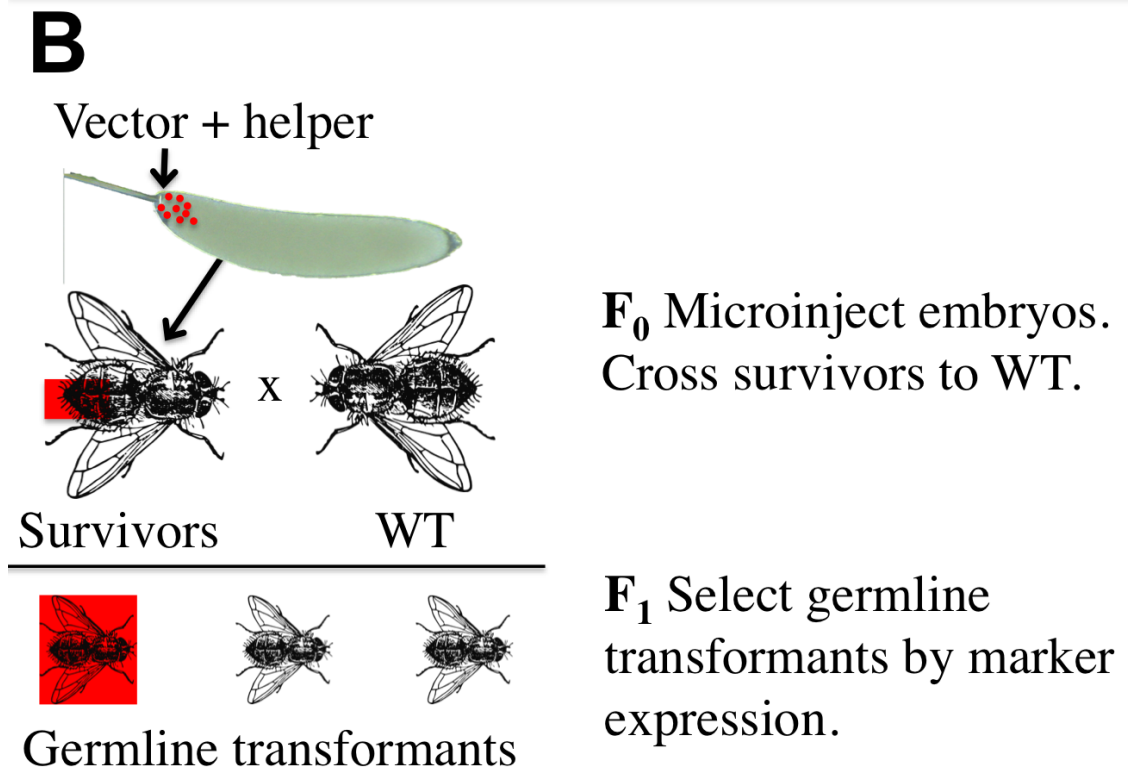 B
Vector + helper
F0 Microinject embryos.
Cross survivors to WT.
x
Survivors
WT
F1 Select germline
transformants by marker
expression.
Germline transformants